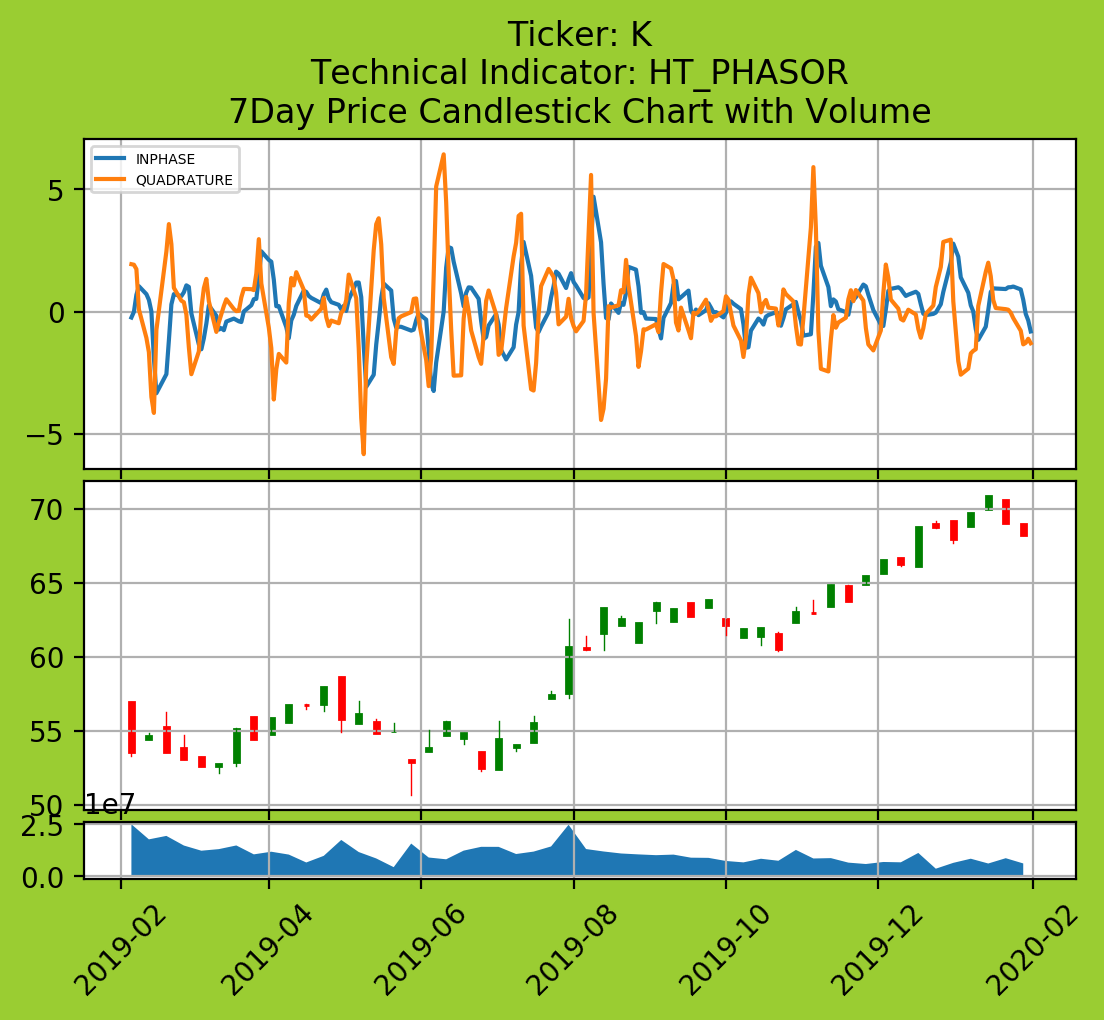 Ticker: K
Technical Indicator: HT_PHASOR
7Day Price Candlestick Chart with Volume
INPHASE
QUADRATURE
5
0
−5
70
65
60
55
50
1e7
2.5
0.0
2019-02
2019-04
2019-06
2019-08
2019-10
2019-12
2020-02